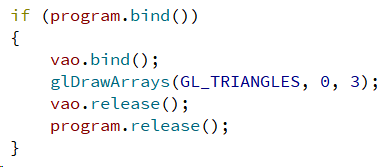 if (program.bind())
{
    vao.bind();
    glDrawArrays(GL_TRIANGLES, 0, 3);
    vao.release();
    program.release();
}